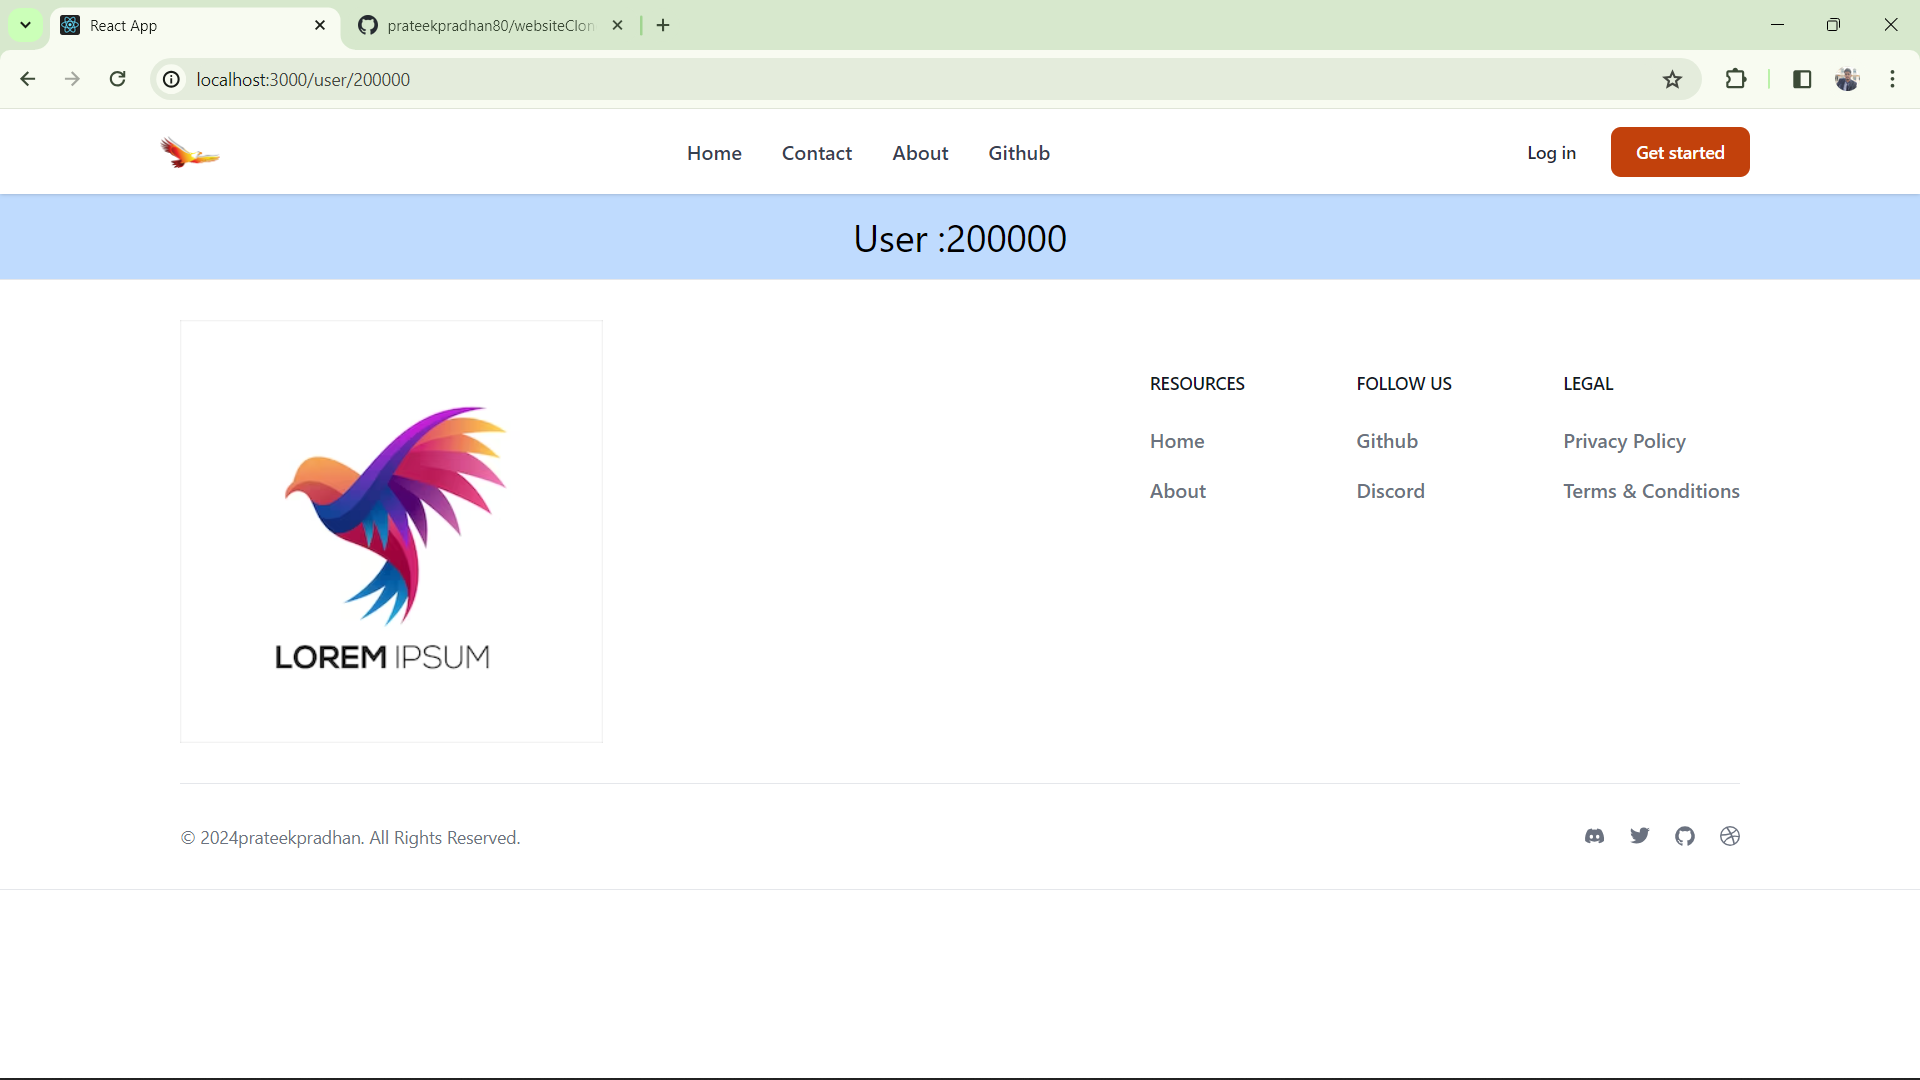 React App
prateekpradhan80/websiteClon
localhost:3000/user/200000
Home Contact About Github Log in Get started
User :200000
RESOURCES FOLLOW US LEGAL
Home Github Privacy Policy
About Discord Terms & Conditions
LOREM IPSUM
© 2024prateekpradhan. All Rights Reserved.